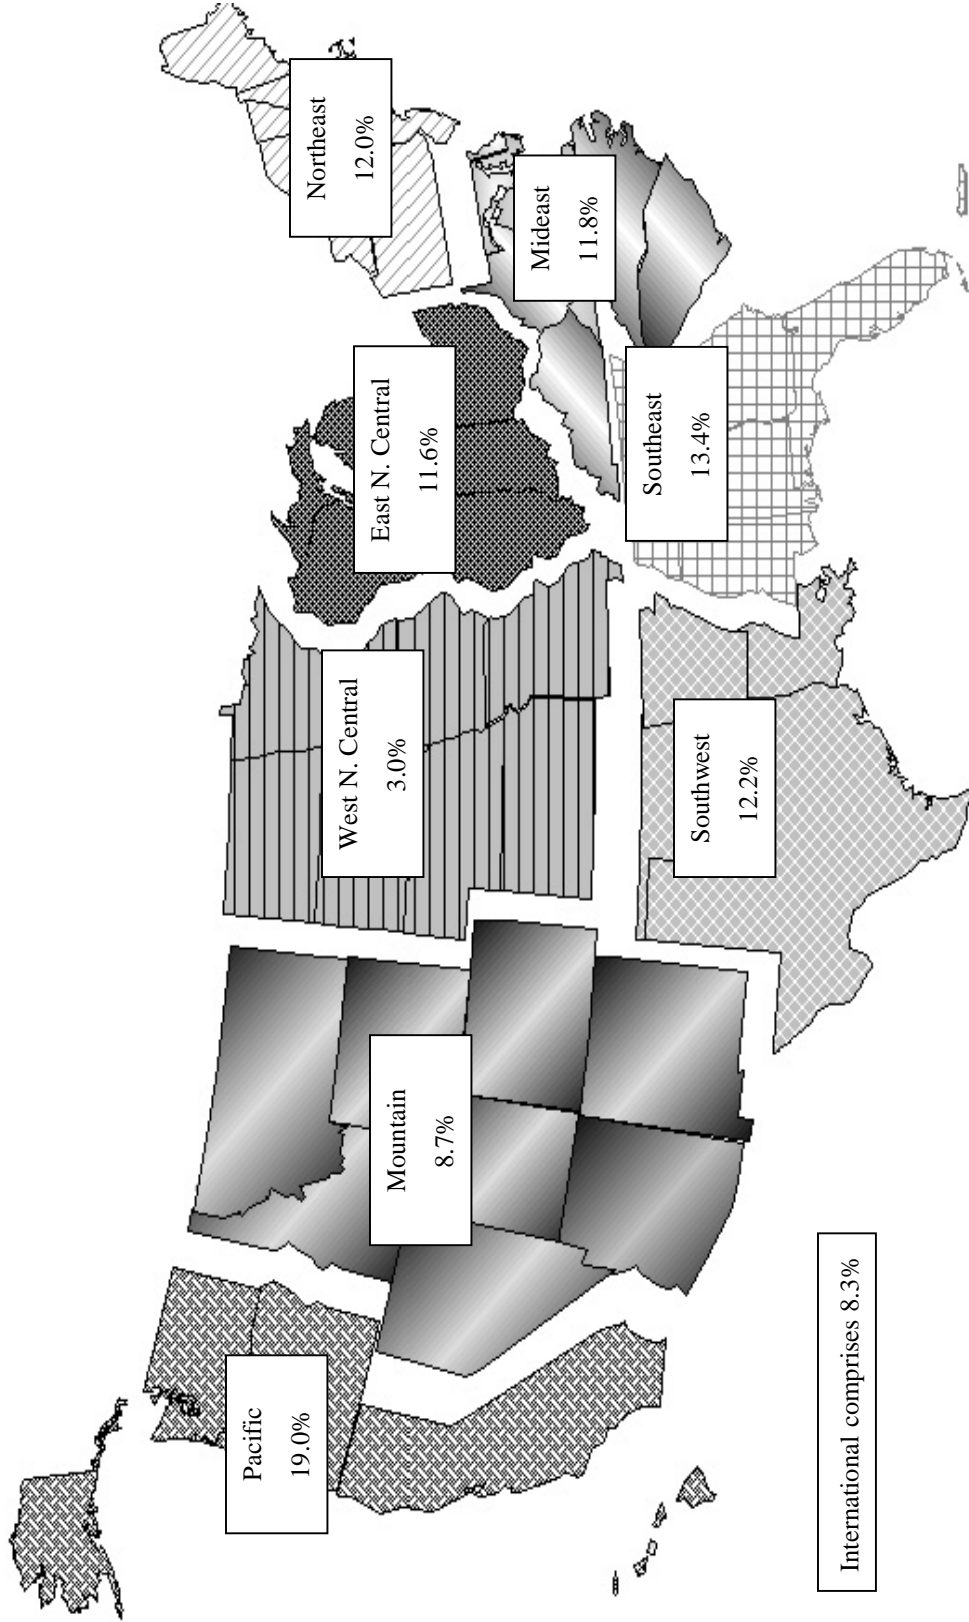 Pacific
19.0%
Mountain
8.7%
West N. Central
3.0%
East N. Central
11.6%
Northeast
12.0%
Mideast
11.8%
Southeast
13.4%
Southwest
12.2%
International comprises 8.3%